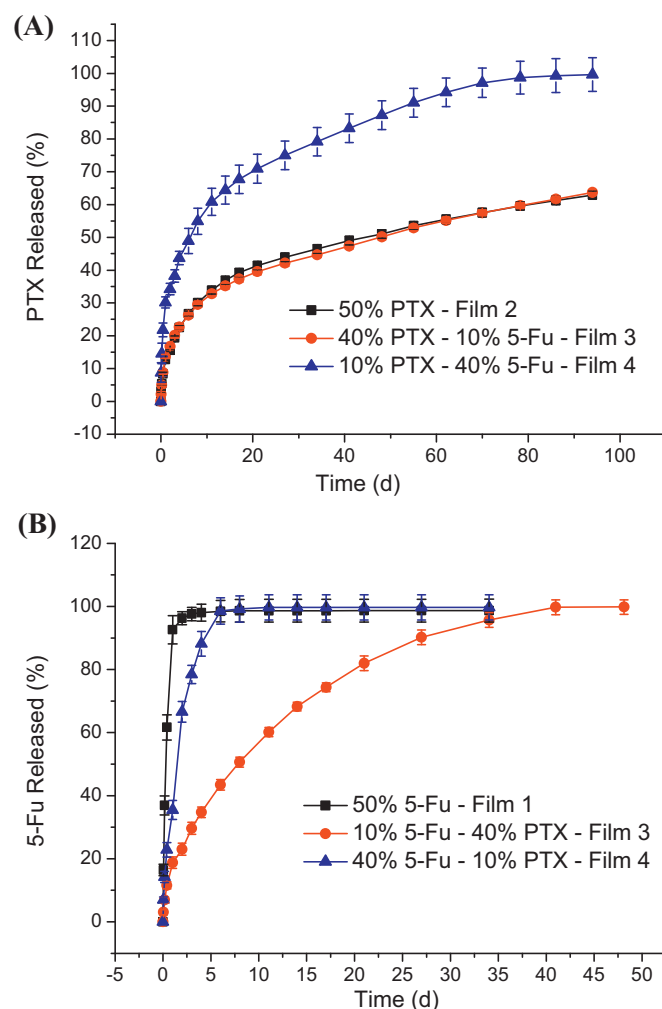 (A)
110
100
90
80
70
60
50
40
30
20
10
0
-10
PTX Released (%)
50% PTX - Film 2
40% PTX - 10% 5-Fu - Film 3
10% PTX - 40% 5-Fu - Film 4
0 20 40 60 80 100
Time (d)
(B)
120
100
80
60
40
20
0
5-Fu Released (%)
50% 5-Fu - Film 1
10% 5-Fu - 40% PTX - Film 3
40% 5-Fu - 10% PTX - Film 4
-5 0 5 10 15 20 25 30 35 40 45 50
Time (d)